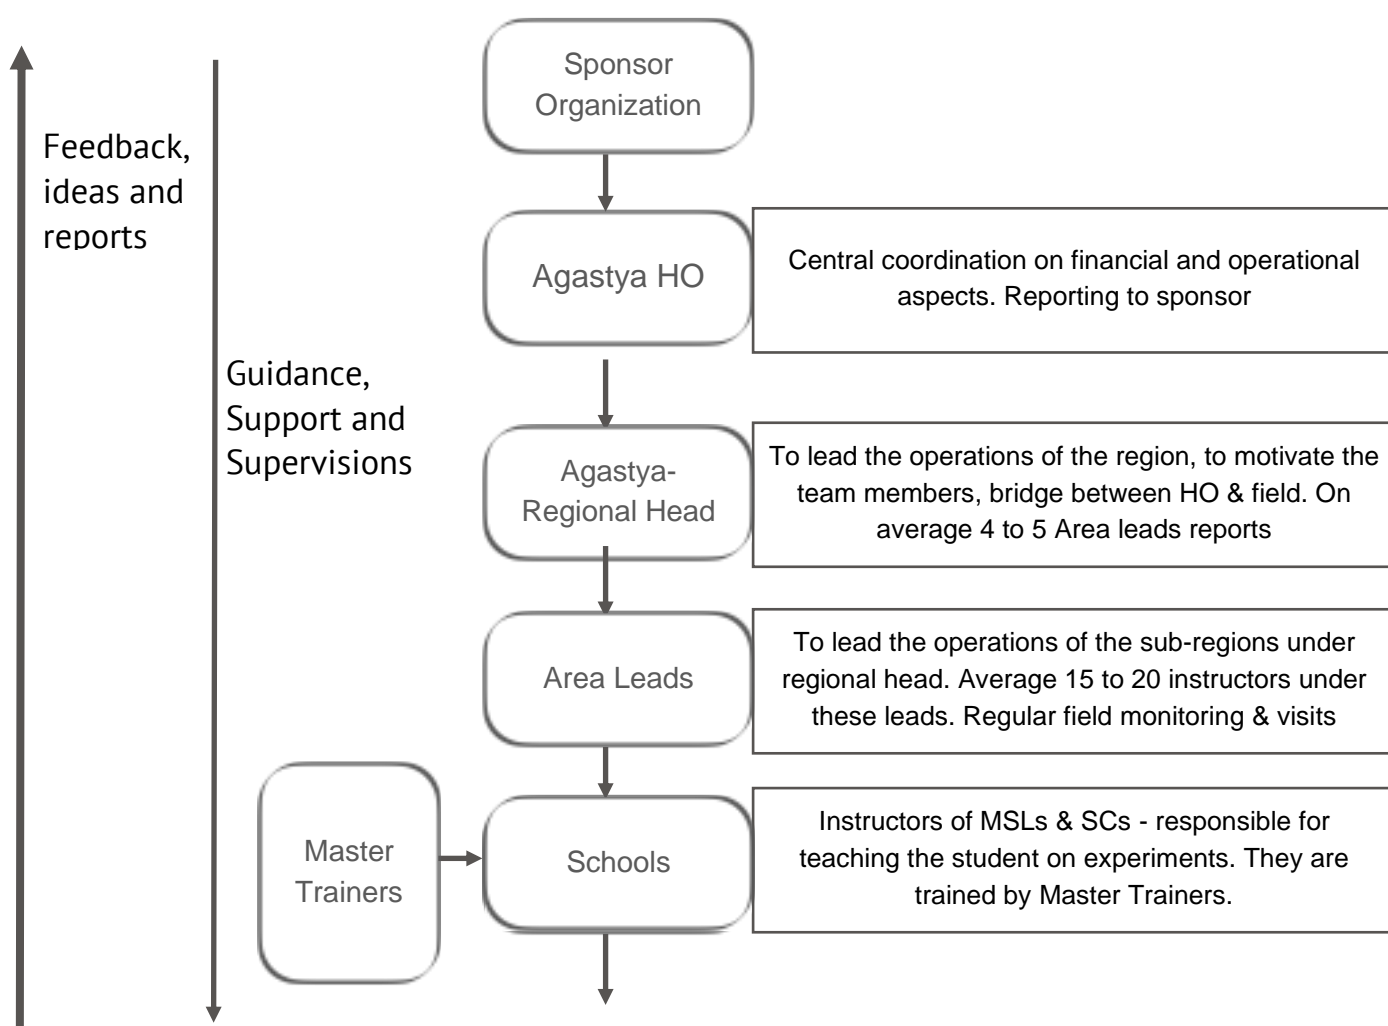 Feedback,
ideas and
reports
Guidance,
Support and
Supervisions
Sponsor
Organization
Agastya HO
Central coordination on financial and operational
aspects. Reporting to sponsor
Agastya-
Regional Head
To lead the operations of the region, to motivate the
team members, bridge between HO & field. On
average 4 to 5 Area leads reports
Area Leads
To lead the operations of the sub-regions under
regional head. Average 15 to 20 instructors under
these leads. Regular field monitoring & visits
Master
Trainers
Schools
Instructors of MSLs & SCs - responsible for
teaching the student on experiments. They are
trained by Master Trainers.